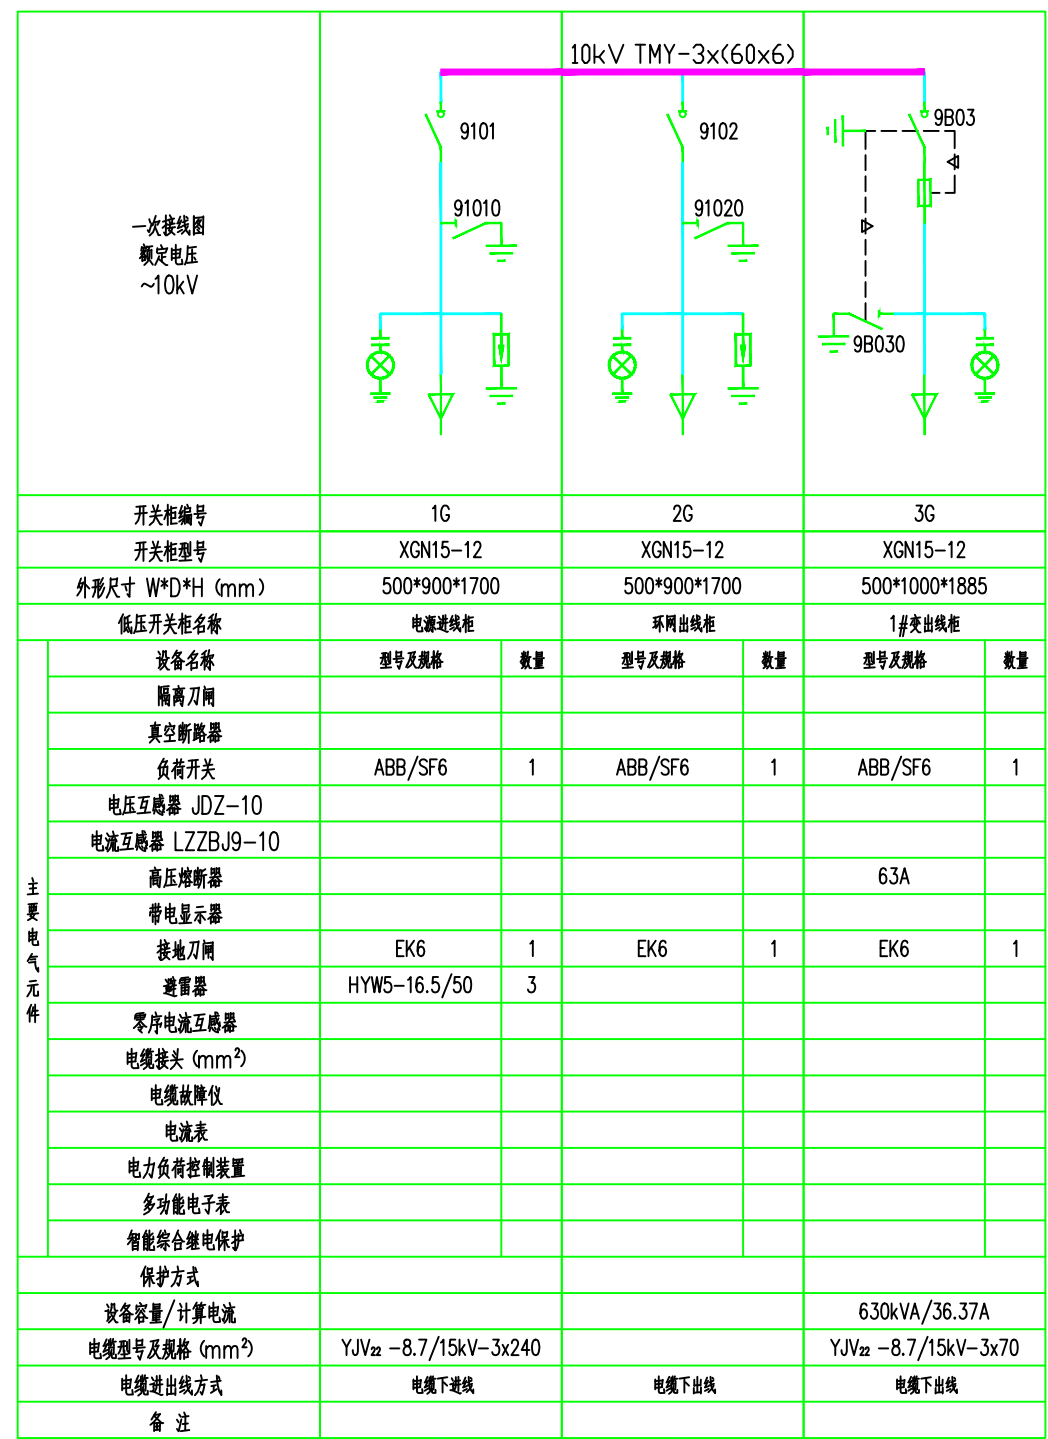 10kV TMY-3x(60x6)
9101
9102
9B03
91010
91020
9B030
一次接线图
额定电压
~10kV
开关柜编号 1G 2G 3G
开关柜型号 XGN15-12 XGN15-12 XGN15-12
外形尺寸 W*D*H (mm) 500*900*1700 500*900*1700 500*1000*1885
低压开关柜名称 电源进线柜 环网出线柜 1#变出线柜
主要电气元件
设备名称 型号及规格 数量 型号及规格 数量 型号及规格 数量
隔离刀闸
真空断路器
负荷开关 ABB/SF6 1 ABB/SF6 1 ABB/SF6 1
电压互感器 JDZ-10
电流互感器 LZZBJ9-10
高压熔断器 63A
带电显示器
接地刀闸 EK6 1 EK6 1 EK6 1
避雷器 HYW5-16.5/50 3
零序电流互感器
电缆接头 (mm²)
电缆故障仪
电流表
电力负荷控制装置
多功能电子表
智能综合继电保护
保护方式
设备容量/计算电流 630kVA/36.37A
电缆型号及规格 (mm²) YJV₂₂ -8.7/15kV-3x240 YJV₂₂ -8.7/15kV-3x70
电缆进出线方式 电缆下进线 电缆下出线 电缆下出线
备 注